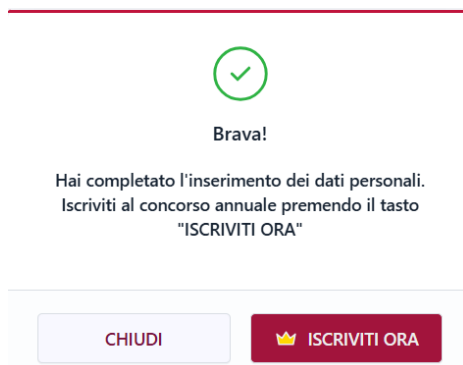 Brava!
Hai completato l'inserimento dei dati personali.
Iscriviti al concorso annuale premendo il tasto
"ISCRIVITI ORA"
CHIUDI
ISCRIVITI ORA